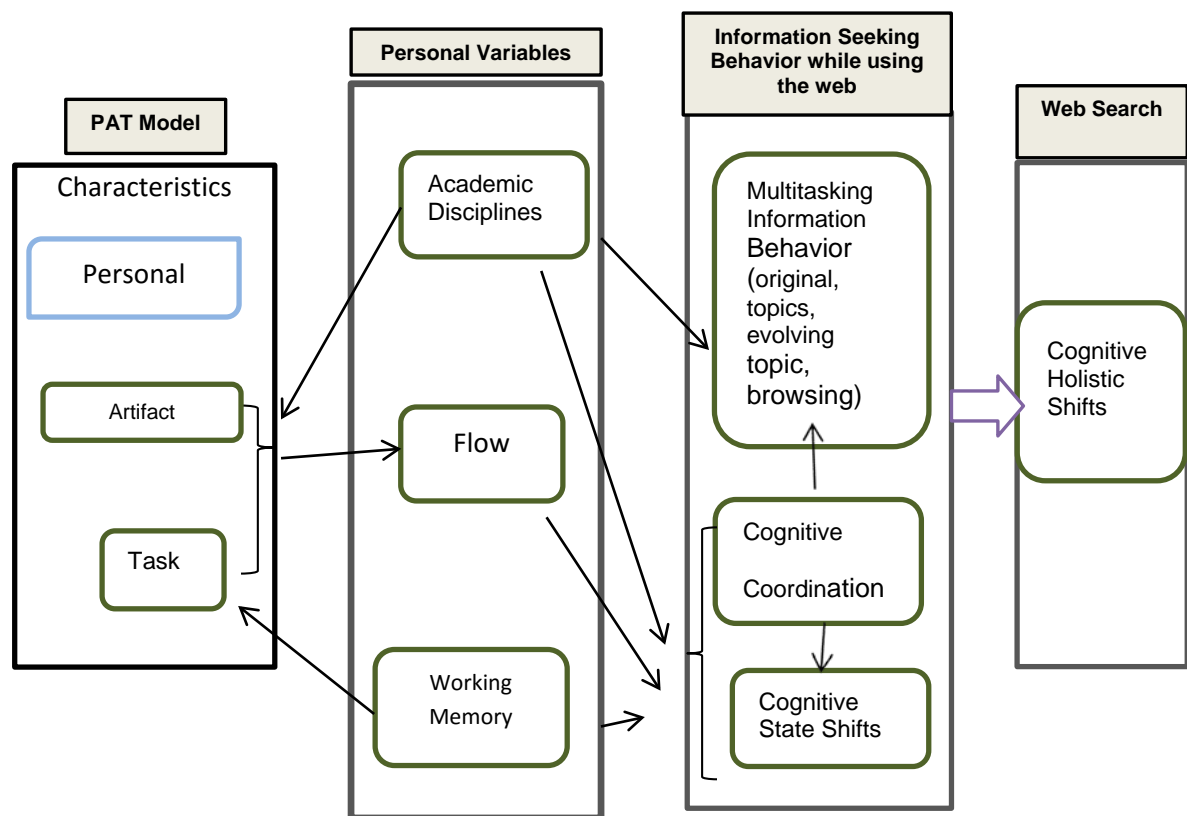 PAT Model
Characteristics
Personal
Artifact
Task
Personal Variables
Academic
Disciplines
Flow
Working
Memory
Information Seeking
Behavior while using
the web
Multitasking
Information
Behavior
(original,
topics,
evolving
topic,
browsing)
Cognitive
Coordination
Cognitive
State Shifts
Web Search
Cognitive
Holistic
Shifts